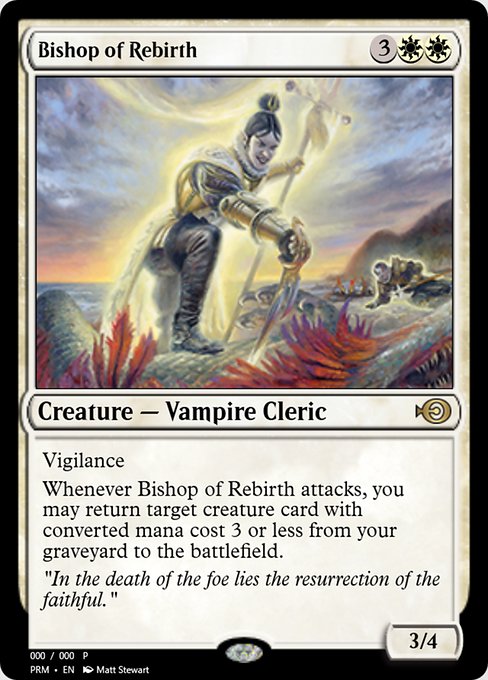 Bishop of Rebirth 3
Creature — Vampire Cleric
Vigilance
Whenever Bishop of Rebirth attacks, you
may return target creature card with
converted mana cost 3 or less from your
graveyard to the battlefield.
"In the death of the foe lies the resurrection of the
faithful."
3/4
000 / 000 P
PRM • EN Matt Stewart